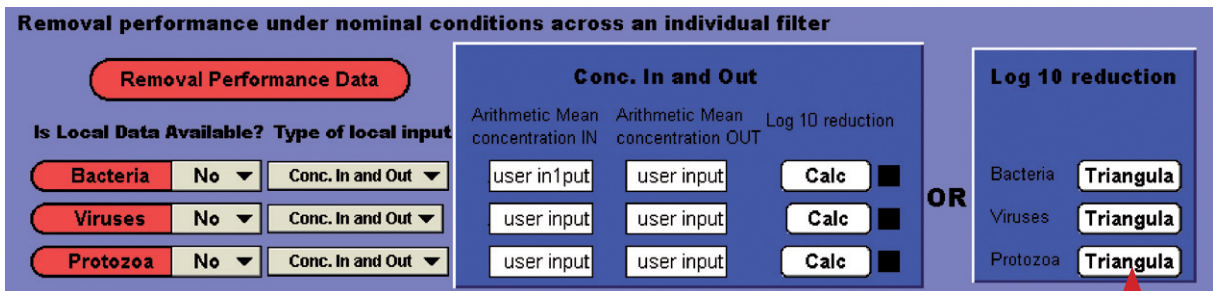 Removal performance under nominal conditions across an individual filter
Removal Performance Data
Conc. In and Out
Log 10 reduction
Is Local Data Available? Type of local input
Arithmetic Mean concentration IN
Arithmetic Mean concentration OUT
Log 10 reduction
Bacteria No Conc. In and Out user in1put user input Calc
Viruses No Conc. In and Out user input user input Calc
Protozoa No Conc. In and Out user input user input Calc
OR
Bacteria Triangula
Viruses Triangula
Protozoa Triangula